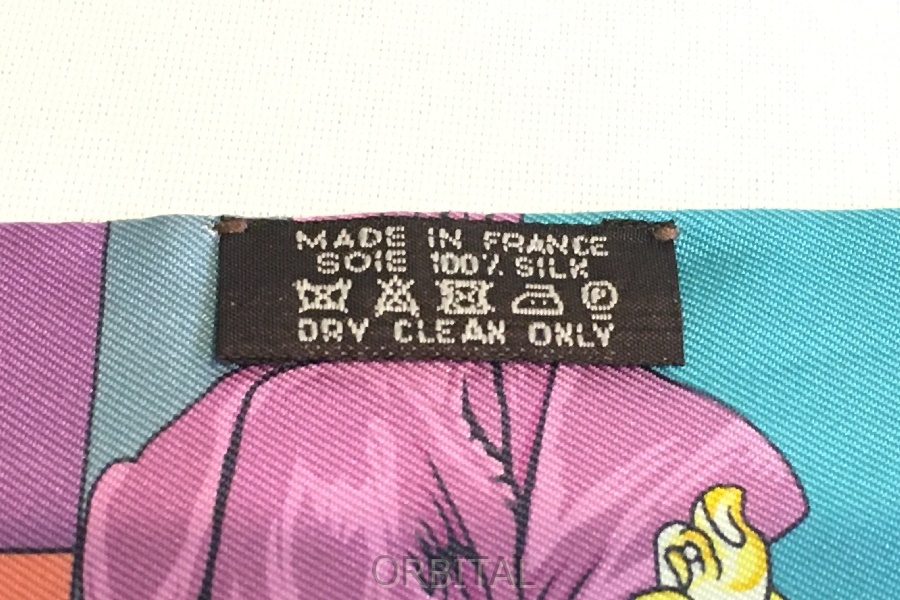 MADE IN FRANCE
SOIE 100% SILK
P
DRY CLEAN ONLY
ORBITAL